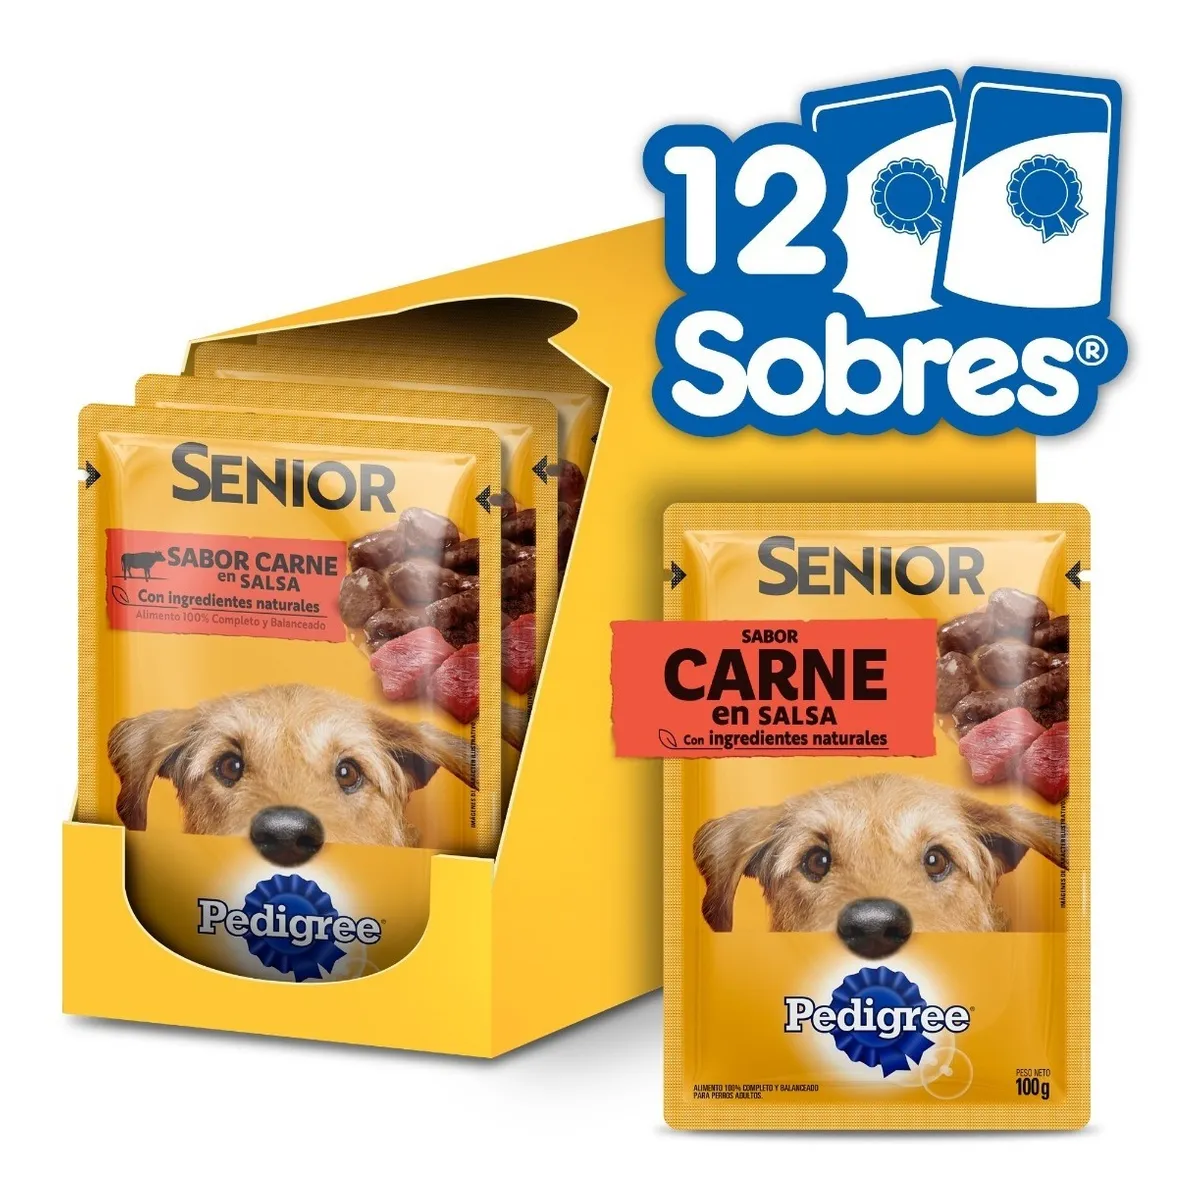 12
Sobres®
SENIOR
SABOR CARNE
en SALSA
Con ingredientes naturales
Alimento 100% Completo y Balanceado
Pedigree®
SENIOR
SABOR
CARNE
en SALSA
Con ingredientes naturales
Pedigree®
ALIMENTO 100% COMPLETO Y BALANCEADO
PARA PERROS ADULTOS.
PESO NETO
100g